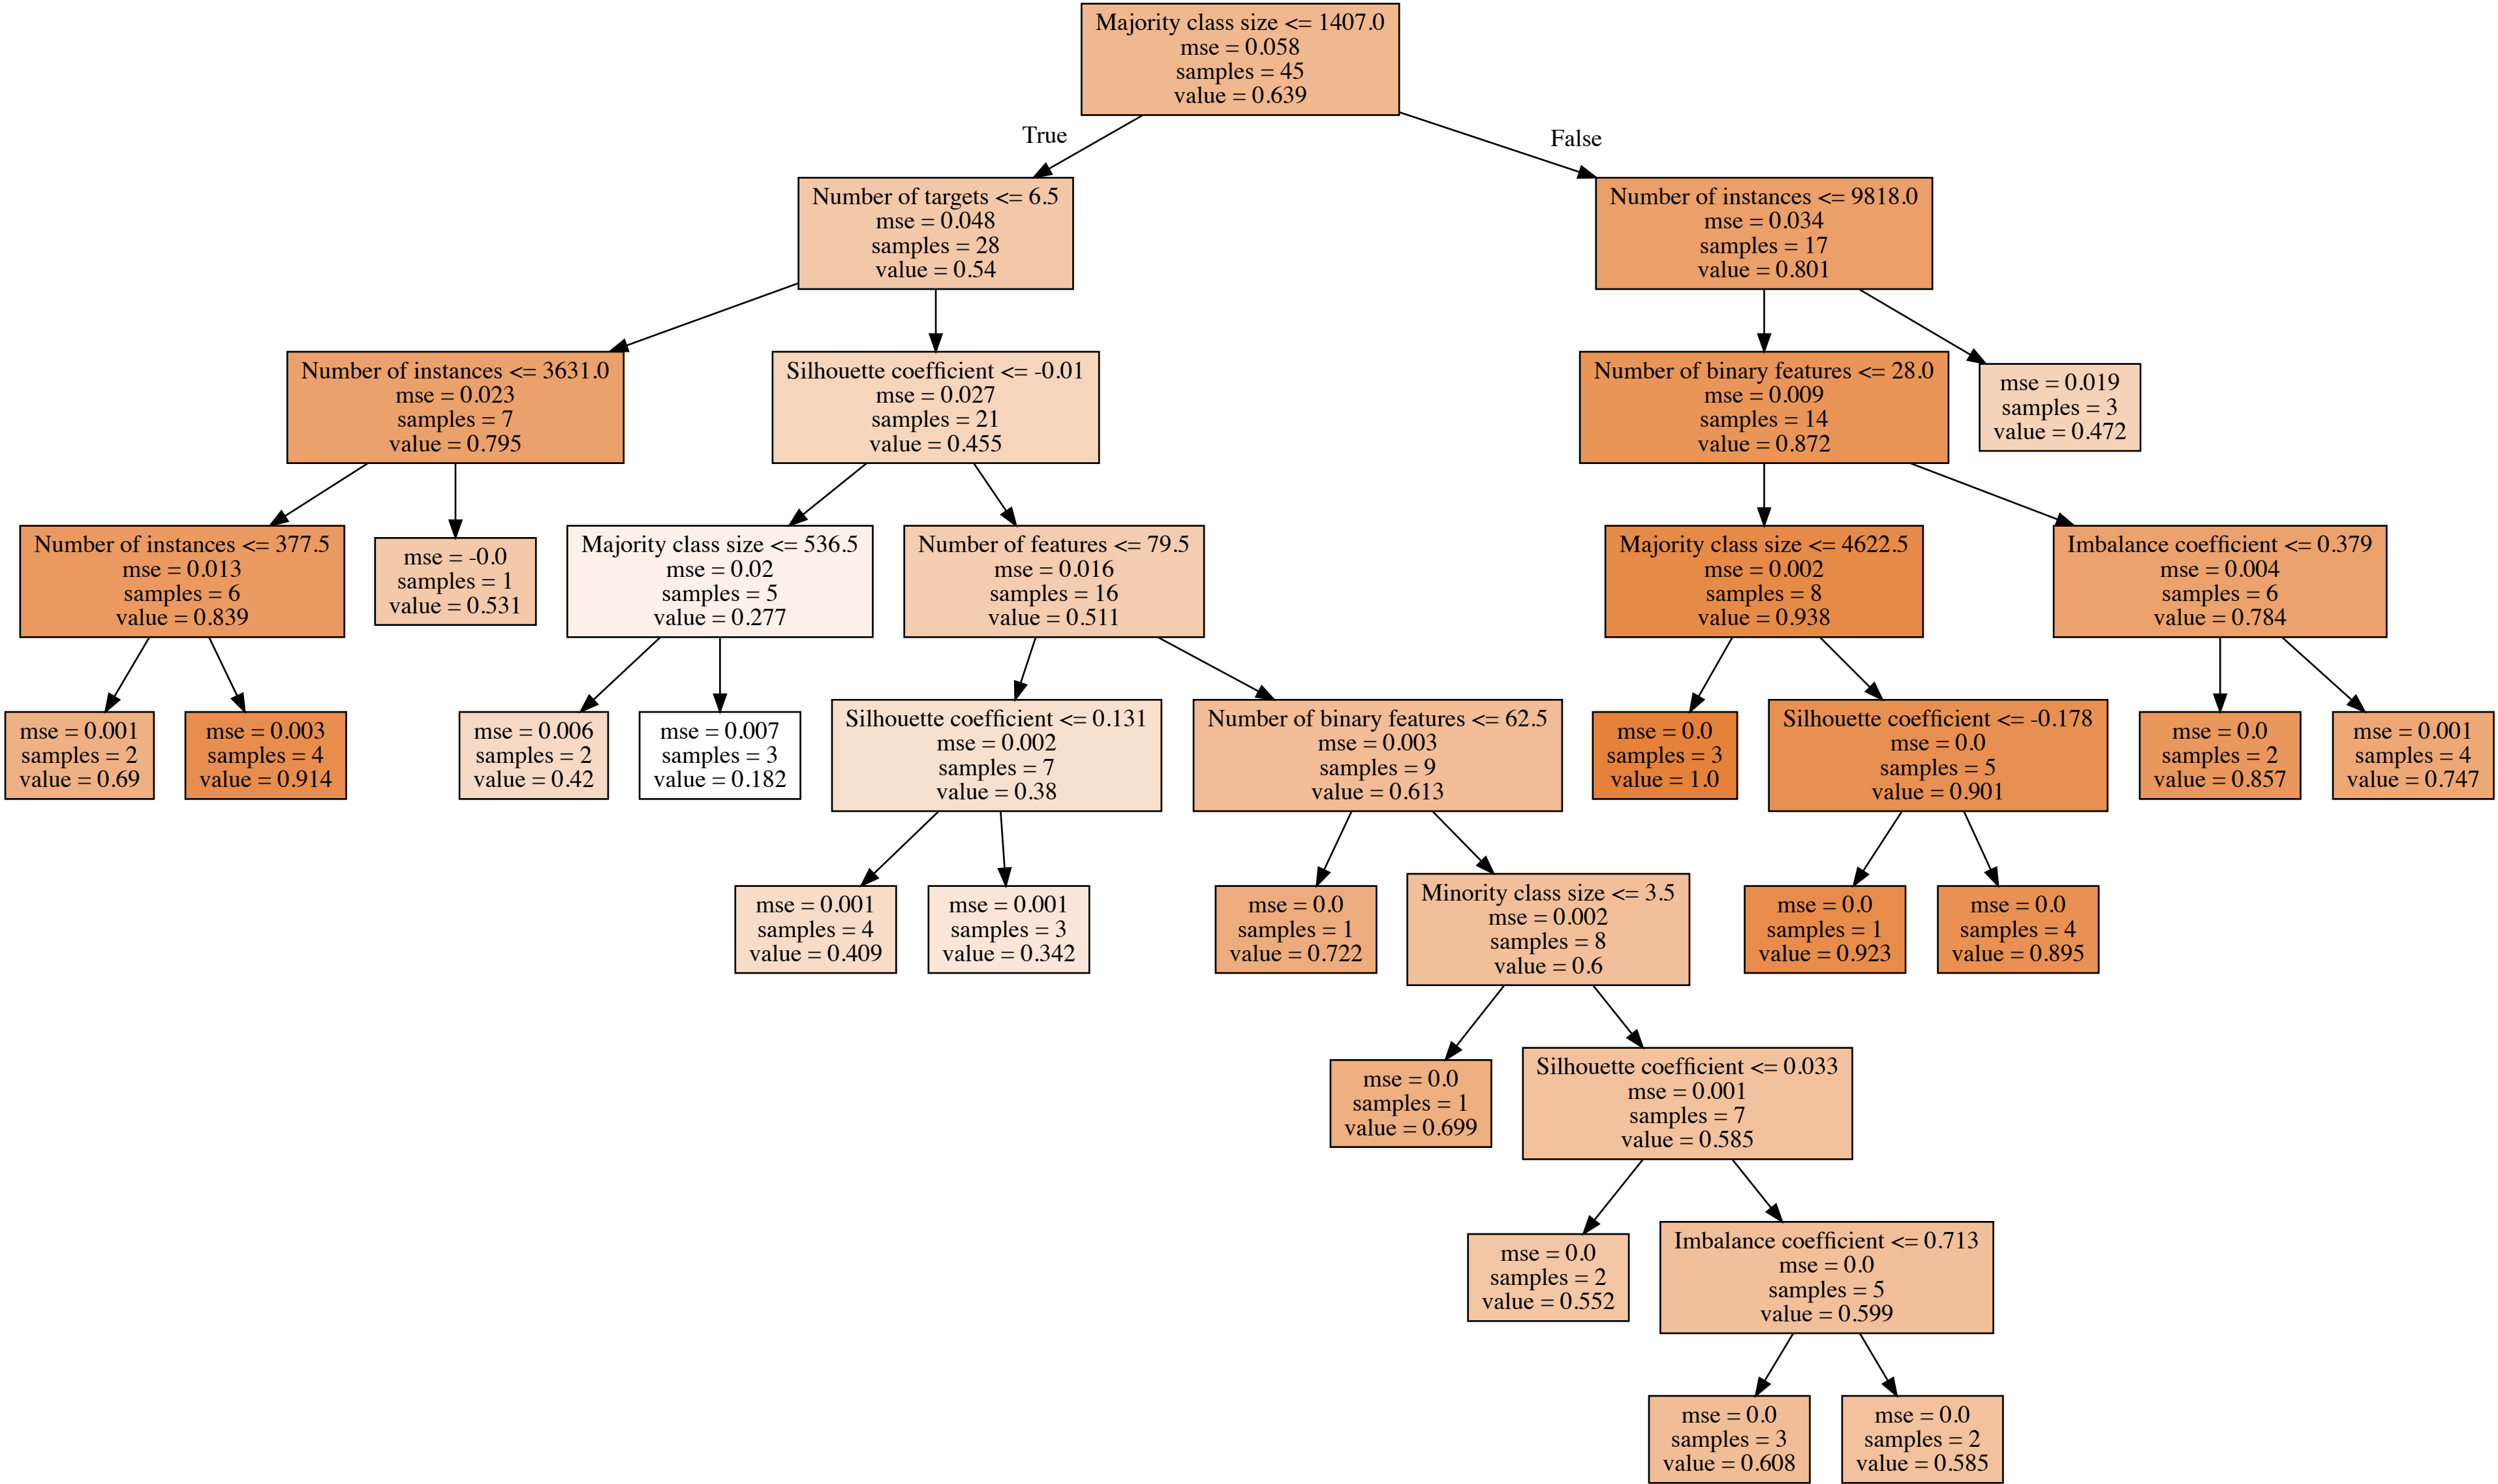 Majority class size <= 1407.0
mse = 0.058
samples = 45
value = 0.639
True
False
Number of targets <= 6.5
mse = 0.048
samples = 28
value = 0.54
Number of instances <= 9818.0
mse = 0.034
samples = 17
value = 0.801
Number of instances <= 3631.0
mse = 0.023
samples = 7
value = 0.795
Silhouette coefficient <= -0.01
mse = 0.027
samples = 21
value = 0.455
Number of binary features <= 28.0
mse = 0.009
samples = 14
value = 0.872
mse = 0.019
samples = 3
value = 0.472
Number of instances <= 377.5
mse = 0.013
samples = 6
value = 0.839
mse = -0.0
samples = 1
value = 0.531
Majority class size <= 536.5
mse = 0.02
samples = 5
value = 0.277
Number of features <= 79.5
mse = 0.016
samples = 16
value = 0.511
Majority class size <= 4622.5
mse = 0.002
samples = 8
value = 0.938
Imbalance coefficient <= 0.379
mse = 0.004
samples = 6
value = 0.784
mse = 0.001
samples = 2
value = 0.69
mse = 0.003
samples = 4
value = 0.914
mse = 0.006
samples = 2
value = 0.42
mse = 0.007
samples = 3
value = 0.182
Silhouette coefficient <= 0.131
mse = 0.002
samples = 7
value = 0.38
Number of binary features <= 62.5
mse = 0.003
samples = 9
value = 0.613
mse = 0.0
samples = 3
value = 1.0
Silhouette coefficient <= -0.178
mse = 0.0
samples = 5
value = 0.901
mse = 0.0
samples = 2
value = 0.857
mse = 0.001
samples = 4
value = 0.747
mse = 0.001
samples = 4
value = 0.409
mse = 0.001
samples = 3
value = 0.342
mse = 0.0
samples = 1
value = 0.722
Minority class size <= 3.5
mse = 0.002
samples = 8
value = 0.6
mse = 0.0
samples = 1
value = 0.923
mse = 0.0
samples = 4
value = 0.895
mse = 0.0
samples = 1
value = 0.699
Silhouette coefficient <= 0.033
mse = 0.001
samples = 7
value = 0.585
mse = 0.0
samples = 2
value = 0.552
Imbalance coefficient <= 0.713
mse = 0.0
samples = 5
value = 0.599
mse = 0.0
samples = 3
value = 0.608
mse = 0.0
samples = 2
value = 0.585